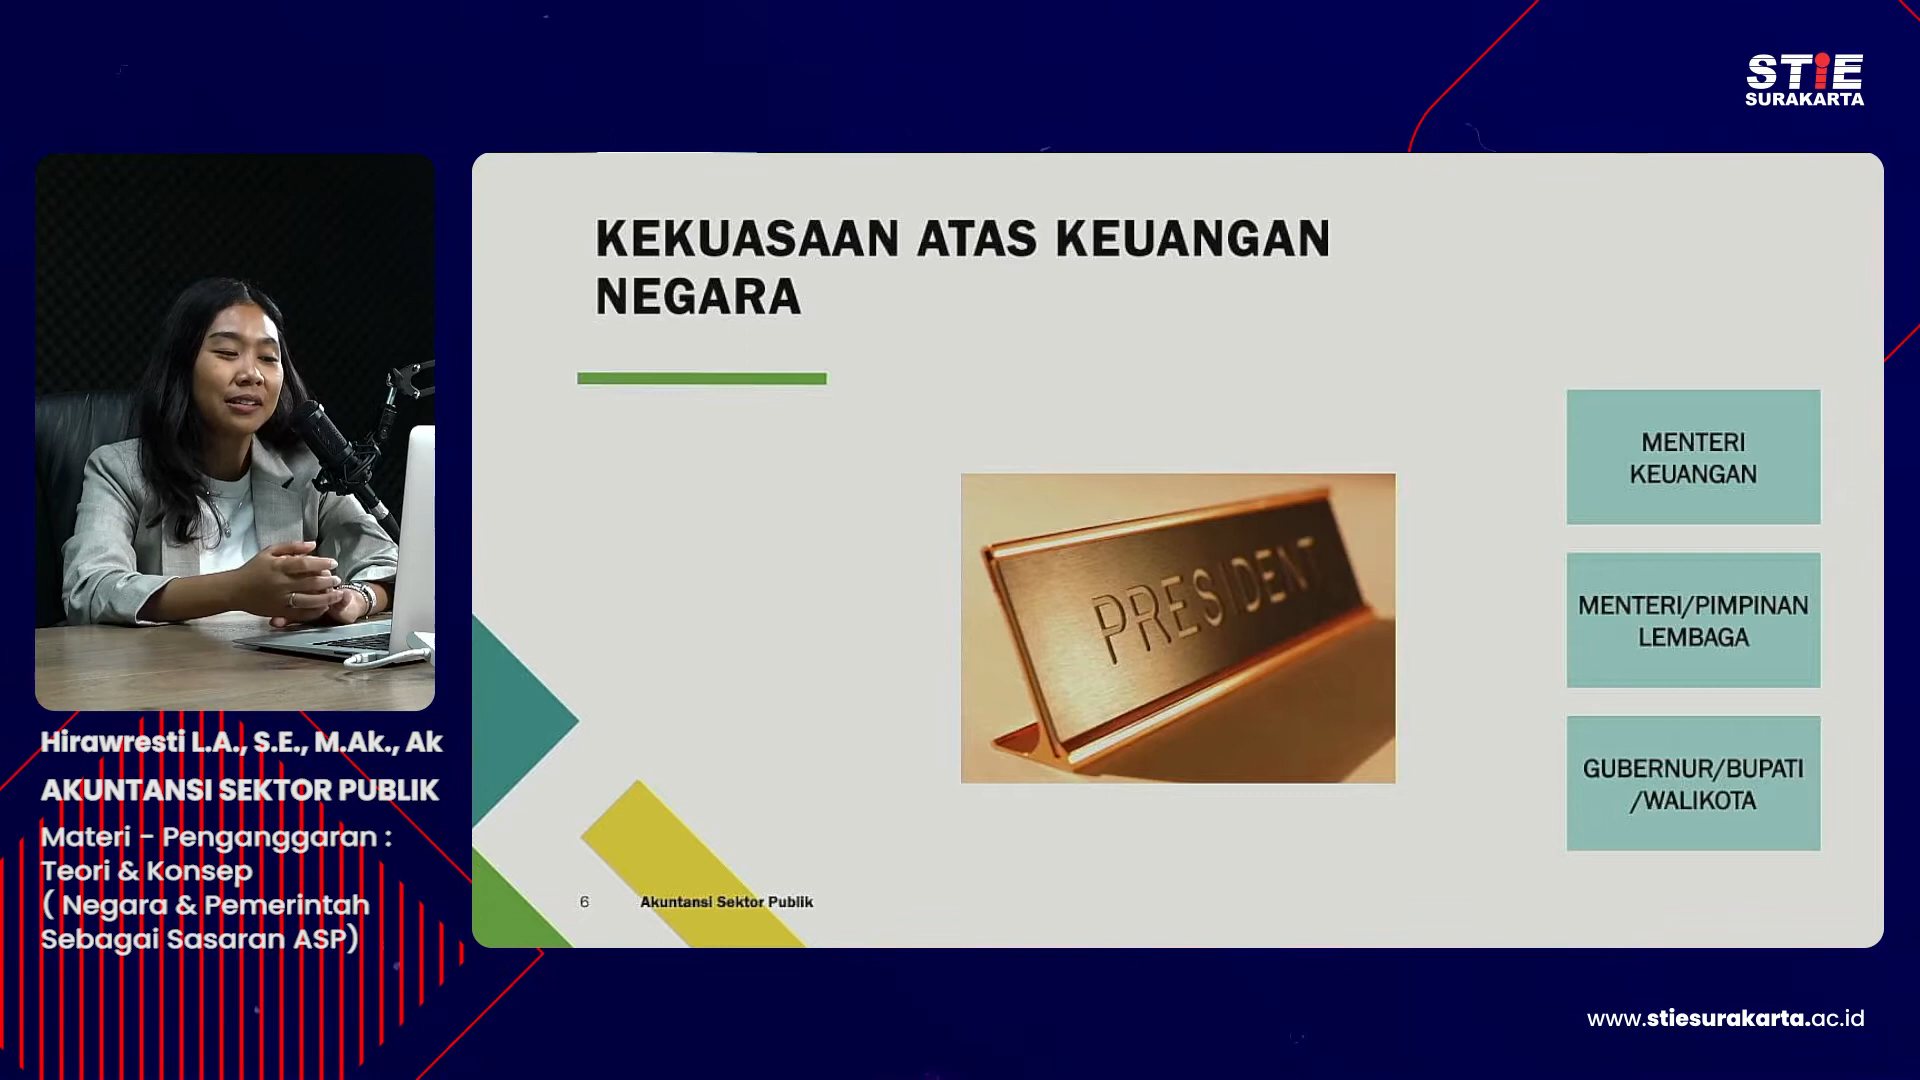 STiE
SURAKARTA
KEKUASAAN ATAS KEUANGAN
NEGARA
PRESIDENT
MENTERI
KEUANGAN
MENTERI/PIMPINAN
LEMBAGA
GUBERNUR/BUPATI
/WALIKOTA
6
Akuntansi Sektor Publik
Hirawresti L.A., S.E., M.Ak., Ak
AKUNTANSI SEKTOR PUBLIK
Materi - Penganggaran :
Teori & Konsep
( Negara & Pemerintah
Sebagai Sasaran ASP)
www.stiesurakarta.ac.id